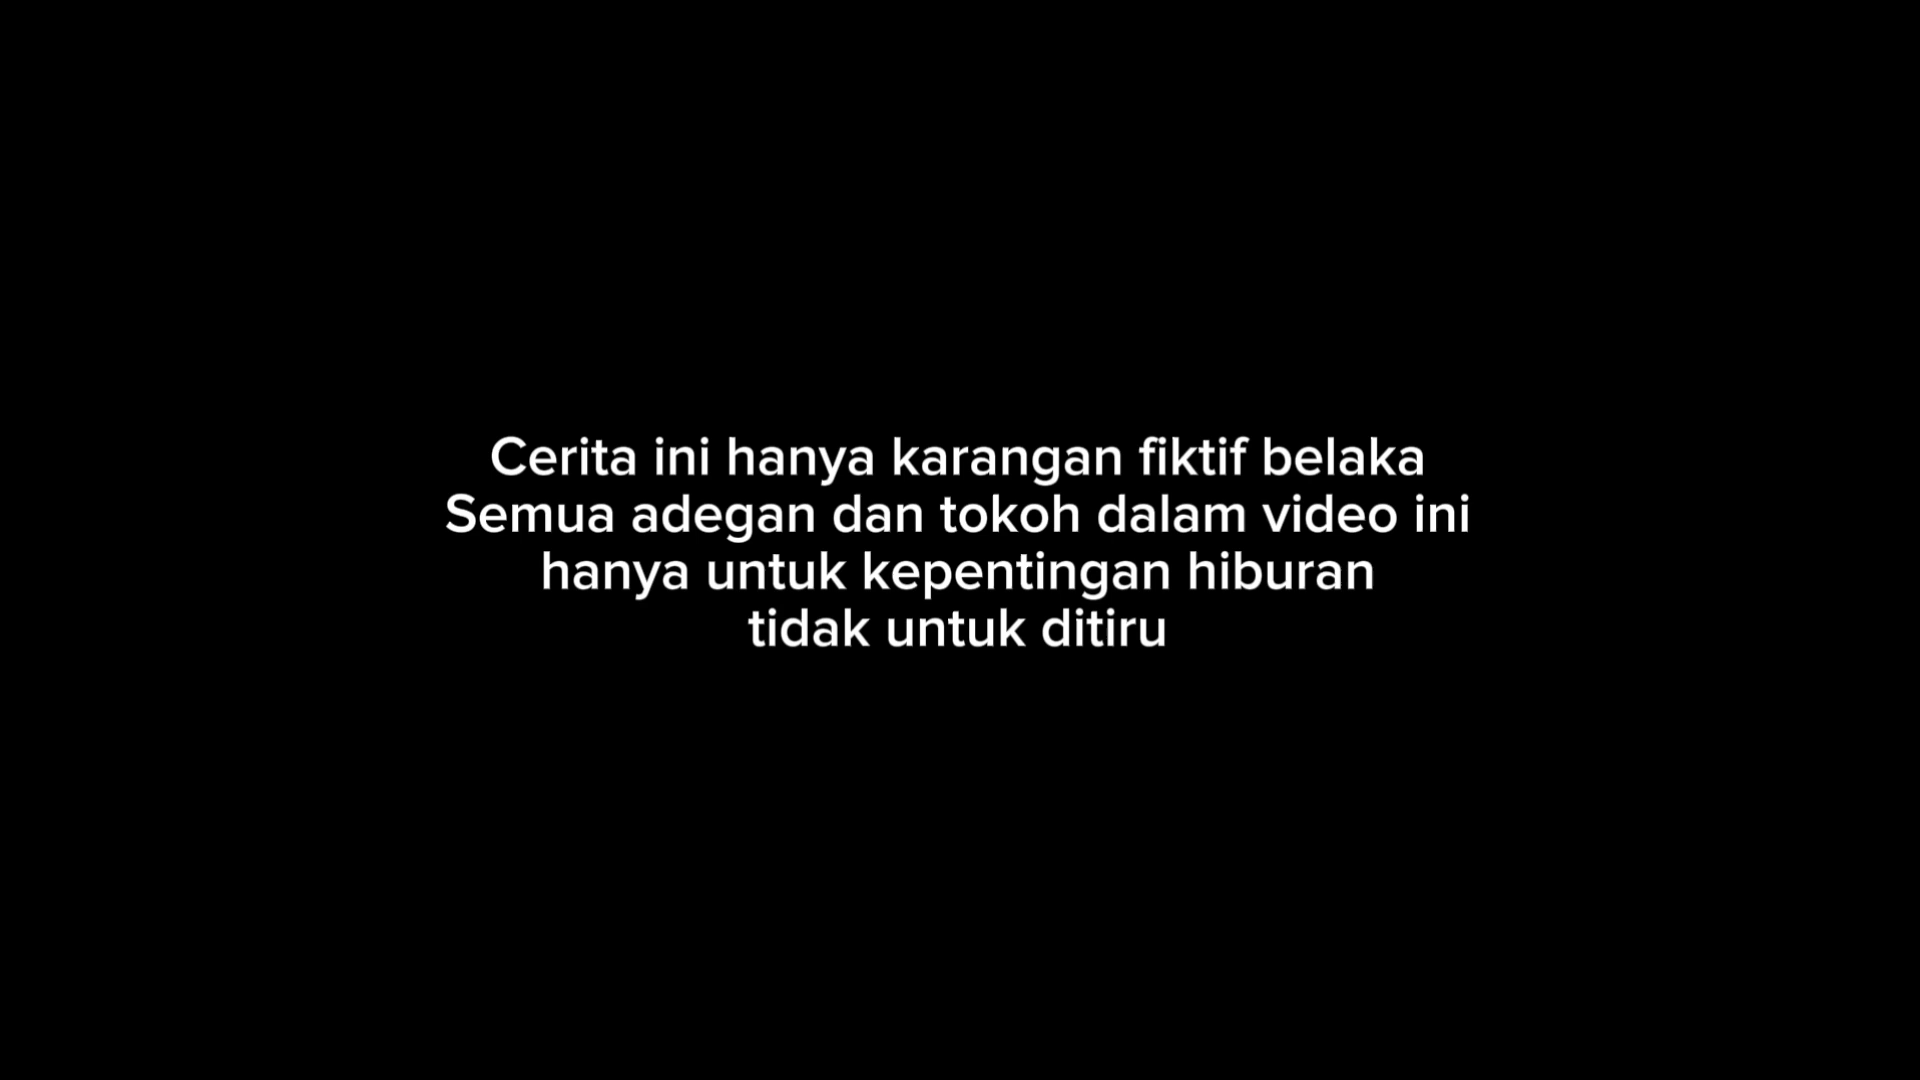 Cerita ini hanya karangan fiktif belaka
Semua adegan dan tokoh dalam video ini
hanya untuk kepentingan hiburan
tidak untuk ditiru